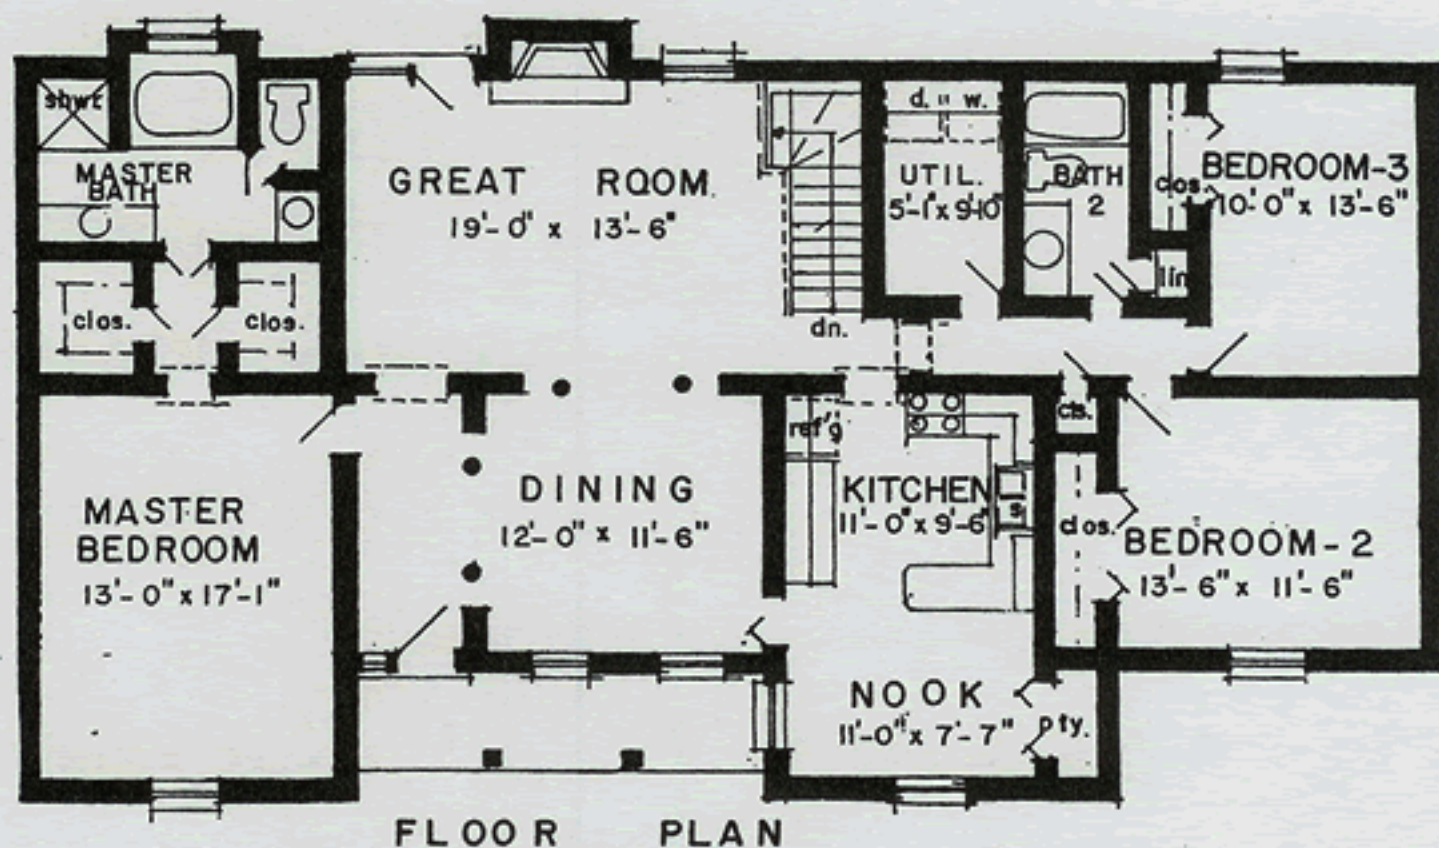 shwr.
MASTER
BATH
clos.
clos.
MASTER
BEDROOM
13'-0" x 17'-1"
GREAT ROOM
19'-0" x 13'-6"
dn.
DINING
12'-0" x 11'-6"
d. w.
UTIL.
5'-1" x 9'-10"
BATH
2
clos.
lin
BEDROOM-3
10'-0" x 13'-6"
ref'g
KITCHEN
11'-0" x 9'-6"
s
cls.
clos.
BEDROOM-2
13'-6" x 11'-6"
NOOK
11'-0" x 7'-7"
pty.
FLOOR PLAN